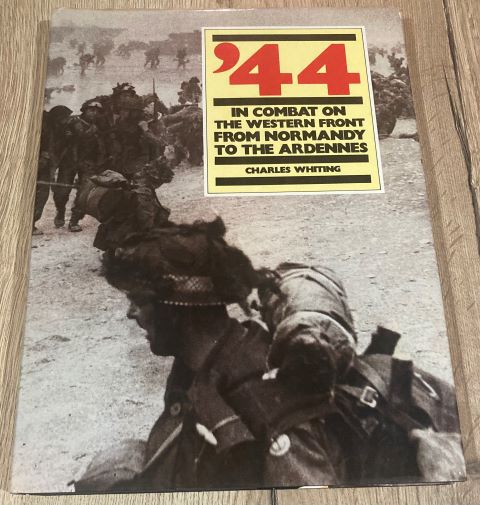 '44
IN COMBAT ON
THE WESTERN FRONT
FROM NORMANDY
TO THE ARDENNES
CHARLES WHITING